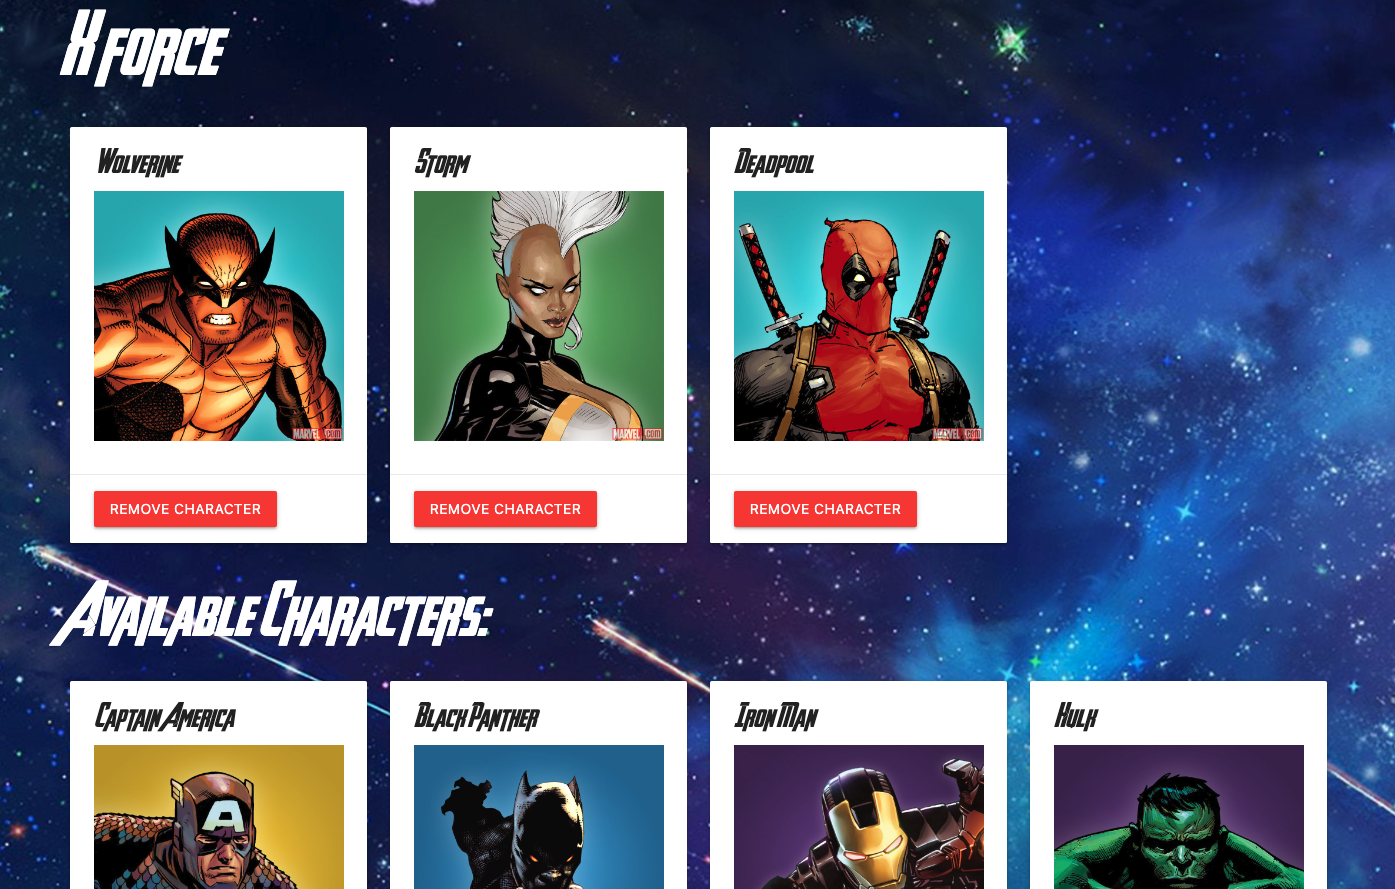 X Force
Wolverine
Storm
Deadpool
MARVEL.com
MARVEL.com
MARVEL.com
REMOVE CHARACTER
REMOVE CHARACTER
REMOVE CHARACTER
Available Characters:
Captain America
Black Panther
Iron Man
Hulk
A